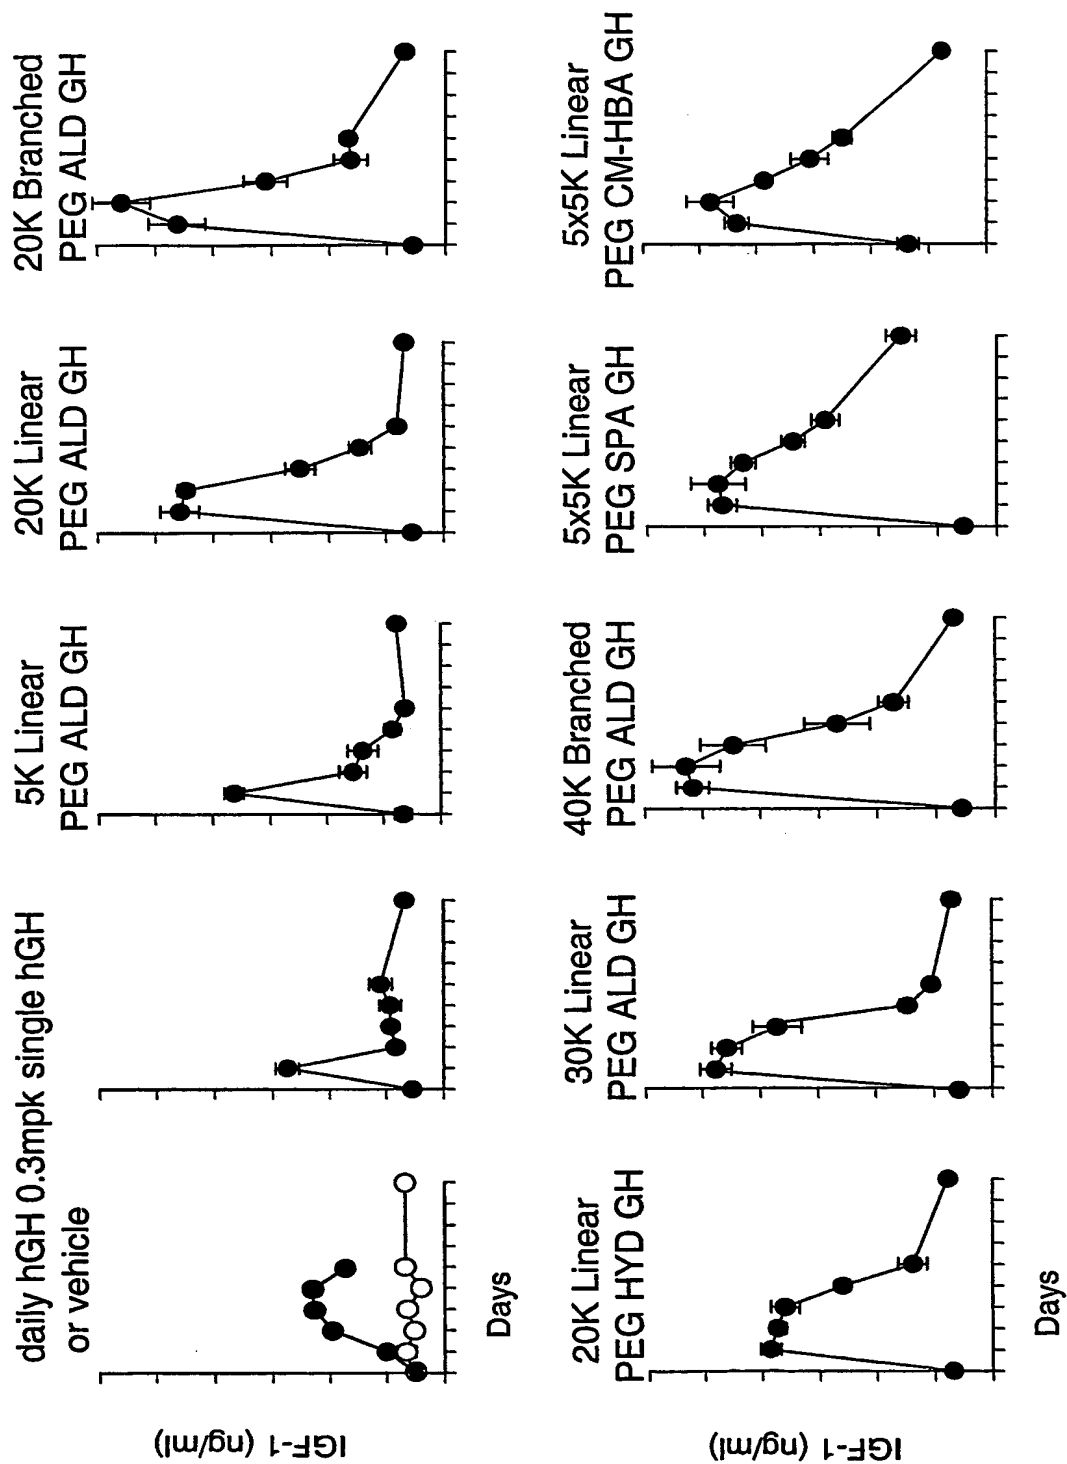 daily hGH 0.3mpk single hGH
or vehicle
5K Linear
PEG ALD GH
20K Linear
PEG ALD GH
20K Branched
PEG ALD GH
IGF-1 (ng/ml)
Days
20K Linear
PEG HYD GH
30K Linear
PEG ALD GH
40K Branched
PEG ALD GH
5x5K Linear
PEG SPA GH
5x5K Linear
PEG CM-HBA GH
IGF-1 (ng/ml)
Days